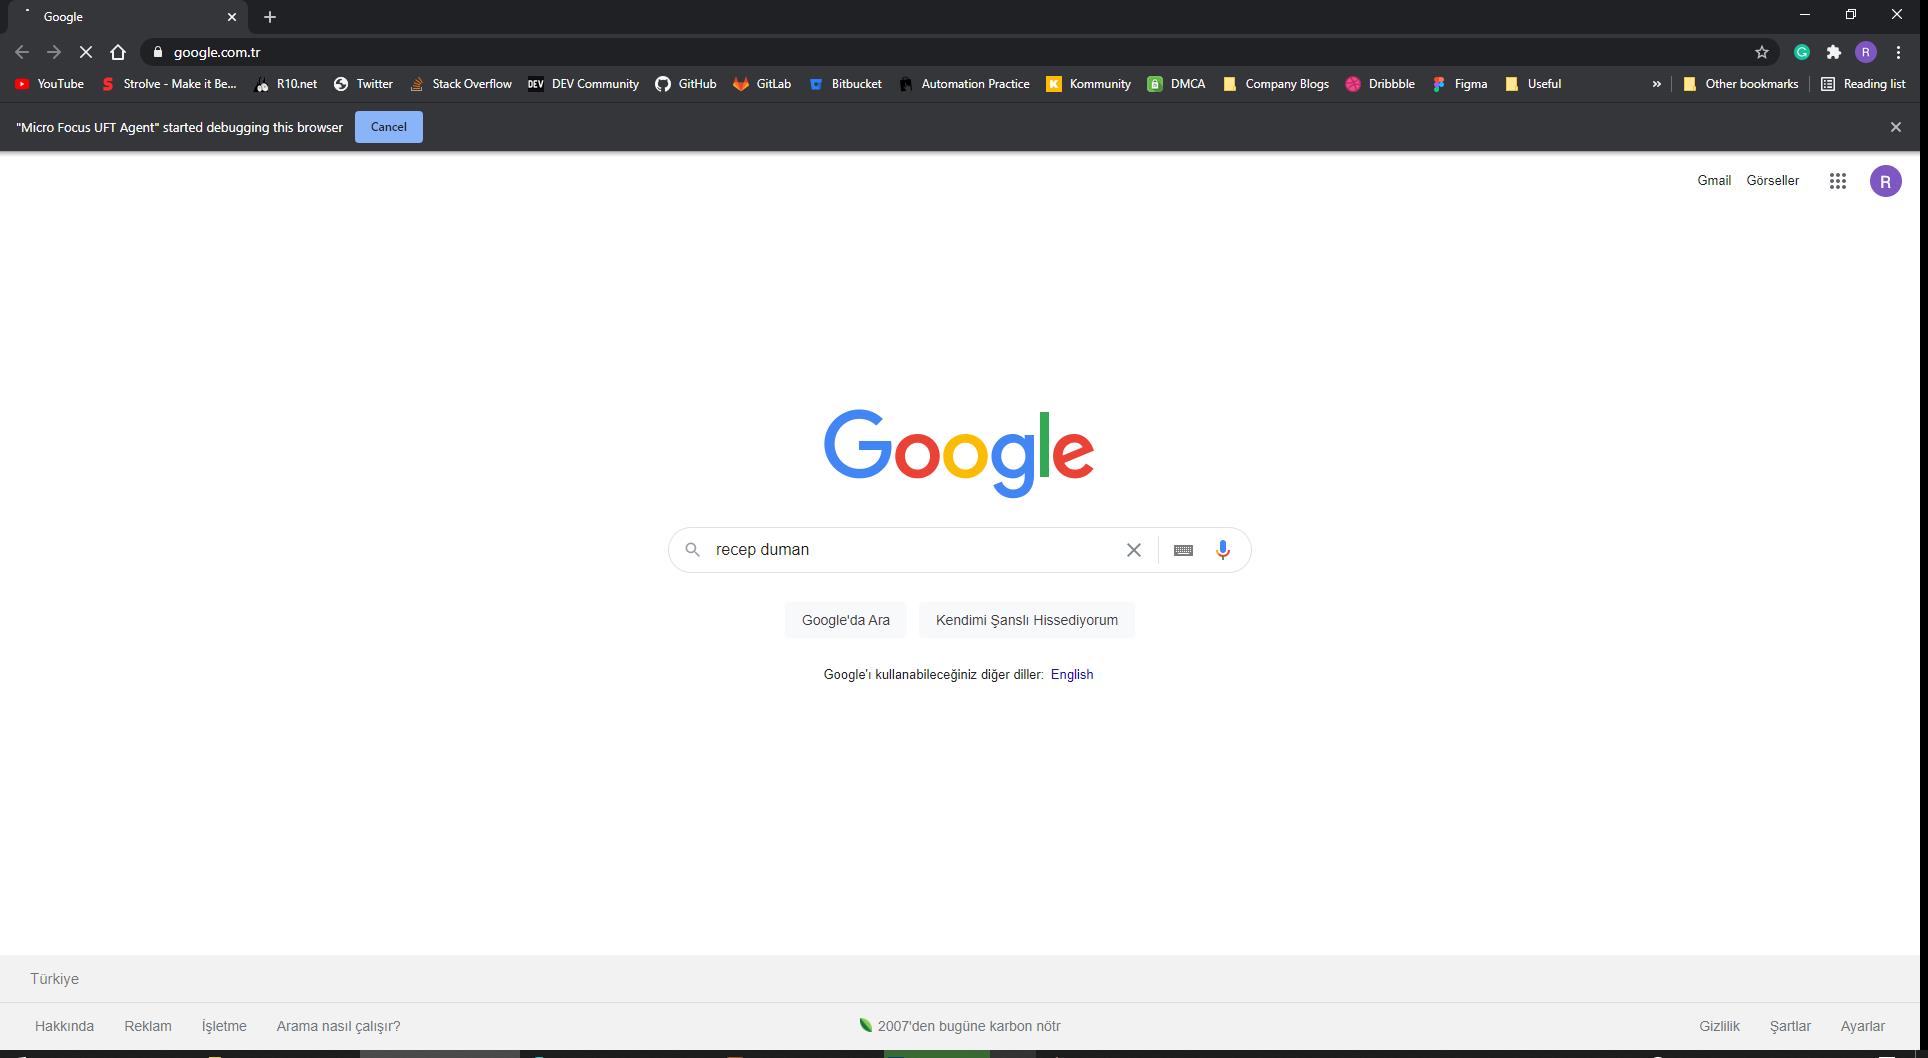 Google
google.com.tr
YouTube Strolve - Make it Be... R10.net Twitter Stack Overflow DEV DEV Community GitHub GitLab Bitbucket Automation Practice K Kommunity DMCA Company Blogs Dribbble Figma Useful » Other bookmarks Reading list
"Micro Focus UFT Agent" started debugging this browser Cancel
Gmail Görseller R
Google
recep duman
Google'da Ara Kendimi Şanslı Hissediyorum
Google'ı kullanabileceğiniz diğer diller: English
Türkiye
Hakkında Reklam İşletme Arama nasıl çalışır? 2007'den bugüne karbon nötr Gizlilik Şartlar Ayarlar